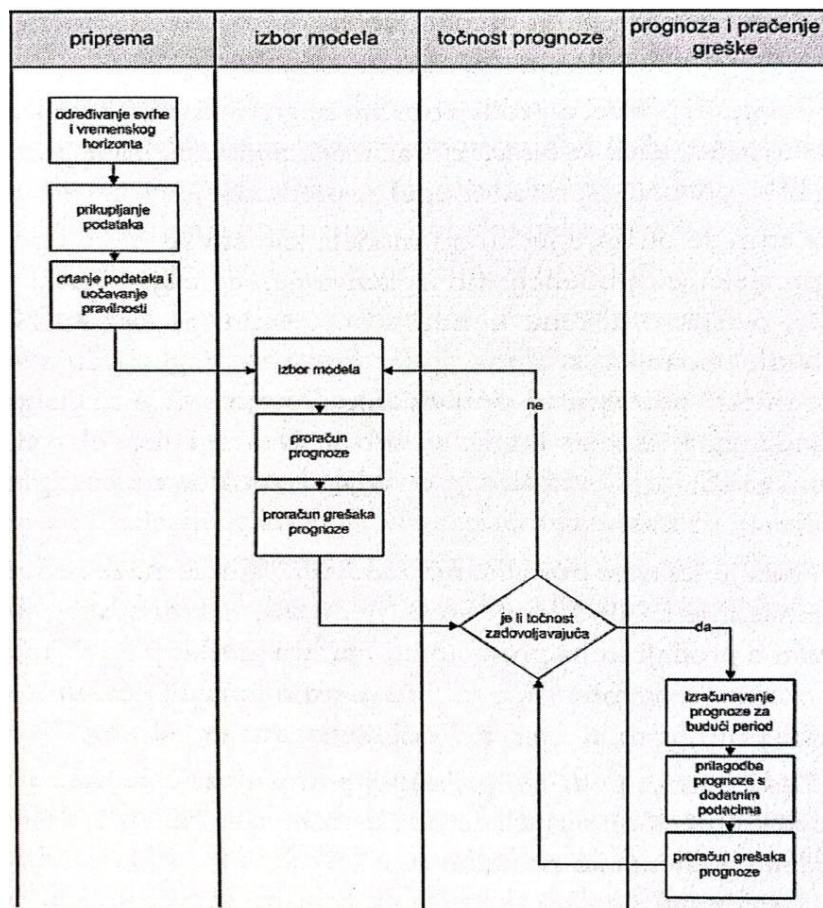 priprema
izbor modela
točnost prognoze
prognoza i pračenje
greške
određivanje svrhe
i vremenskog
horizonta
prikupljanje
podataka
crtanje podataka i
uočavanje
pravilnosti
izbor modela
proračun
prognoze
proračun grešaka
prognoze
ne
je li točnost
zadovoljavajuča
da
izračunavanje
prognoze za
budući period
prilagodba
prognoze s
dodatnim
podacima
proračun grešaka
prognoze